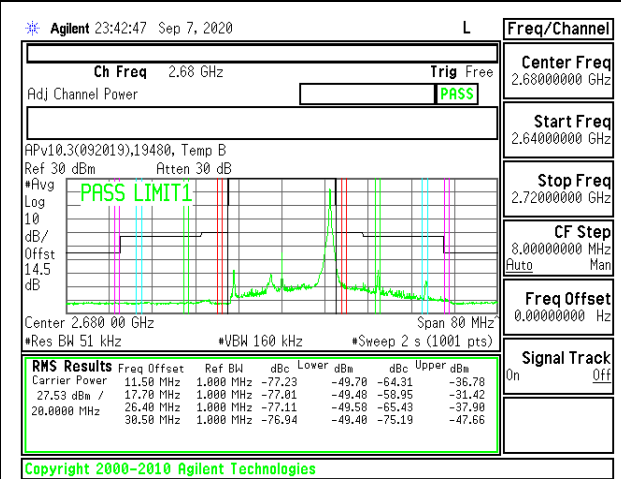 Agilent 23:42:47 Sep 7, 2020 L
Freq/Channel
Ch Freq 2.68 GHz Trig Free
Adj Channel Power PASS
APv10.3(092019),19480, Temp B
Ref 30 dBm Atten 30 dB
#Avg
Log
10
dB/
Offst
14.5
dB
PASS LIMIT1
Center 2.680 00 GHz Span 80 MHz^
#Res BW 51 kHz #VBW 160 kHz #Sweep 2 s (1001 pts)
RMS Results Freq Offset Ref BW dBc Lower dBm dBc Upper dBm
Carrier Power 11.50 MHz 1.000 MHz -77.23 -49.70 -64.31 -36.78
27.53 dBm / 17.70 MHz 1.000 MHz -77.01 -49.48 -58.95 -31.42
20.0000 MHz 26.40 MHz 1.000 MHz -77.11 -49.58 -65.43 -37.90
30.50 MHz 1.000 MHz -76.94 -49.40 -75.19 -47.66
Center Freq
2.68000000 GHz
Start Freq
2.64000000 GHz
Stop Freq
2.72000000 GHz
CF Step
8.00000000 MHz
Auto Man
Freq Offset
0.00000000 Hz
Signal Track
On Off
Copyright 2000-2010 Agilent Technologies